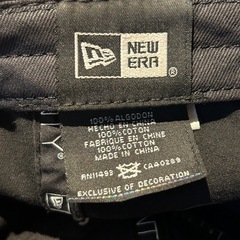 NEW
ERA
®
100% ALGODON
HECHO EN CHINA
100% COTON
FABRIQUE EN CHINE
100% COTTON
MADE IN CHINA
RN11493 CA40289
EXCLUSIVE OF DECORATION